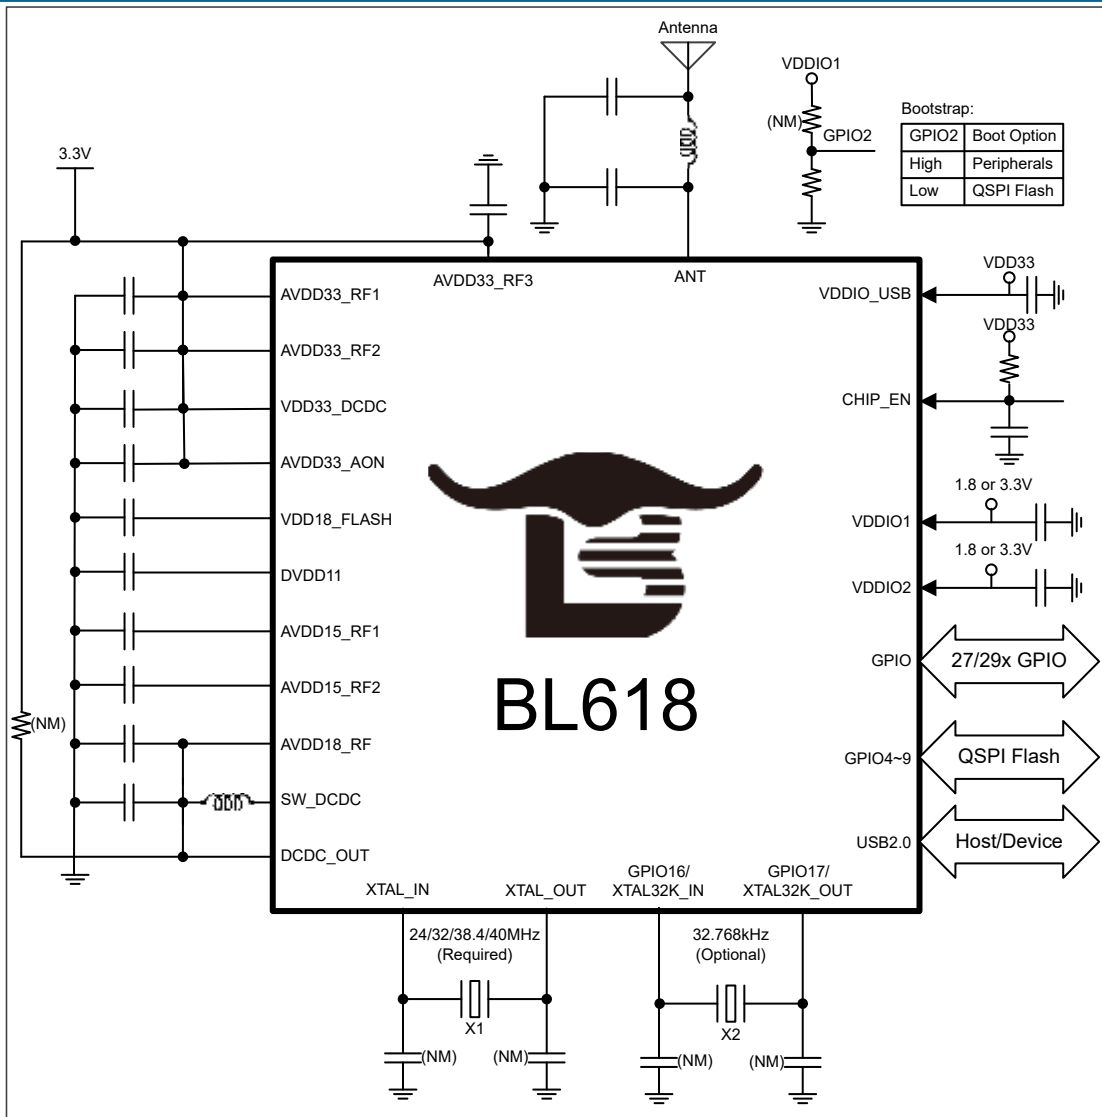 Antenna
VDDIO1
(NM)
GPIO2
Bootstrap:
GPIO2 Boot Option
High Peripherals
Low QSPI Flash
3.3V
AVDD33_RF3
ANT
VDD33
AVDD33_RF1
VDDIO_USB
VDD33
AVDD33_RF2
VDD33_DCDC
CHIP_EN
AVDD33_AON
1.8 or 3.3V
VDD18_FLASH
VDDIO1
1.8 or 3.3V
DVDD11
VDDIO2
AVDD15_RF1
GPIO
27/29x GPIO
AVDD15_RF2
BL618
(NM)
AVDD18_RF
GPIO4~9
QSPI Flash
SW_DCDC
USB2.0
Host/Device
DCDC_OUT
XTAL_IN
XTAL_OUT
GPIO16/
XTAL32K_IN
GPIO17/
XTAL32K_OUT
24/32/38.4/40MHz
(Required)
32.768kHz
(Optional)
X1
X2
(NM)
(NM)
(NM)
(NM)